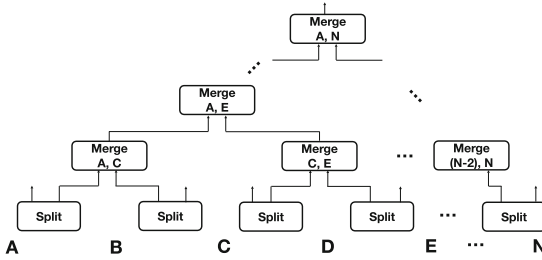 Merge
A, N
Merge
A, E
Merge
A, C
Merge
C, E
...
Merge
(N-2), N
Split
Split
Split
Split
...
Split
A B C D E ... N